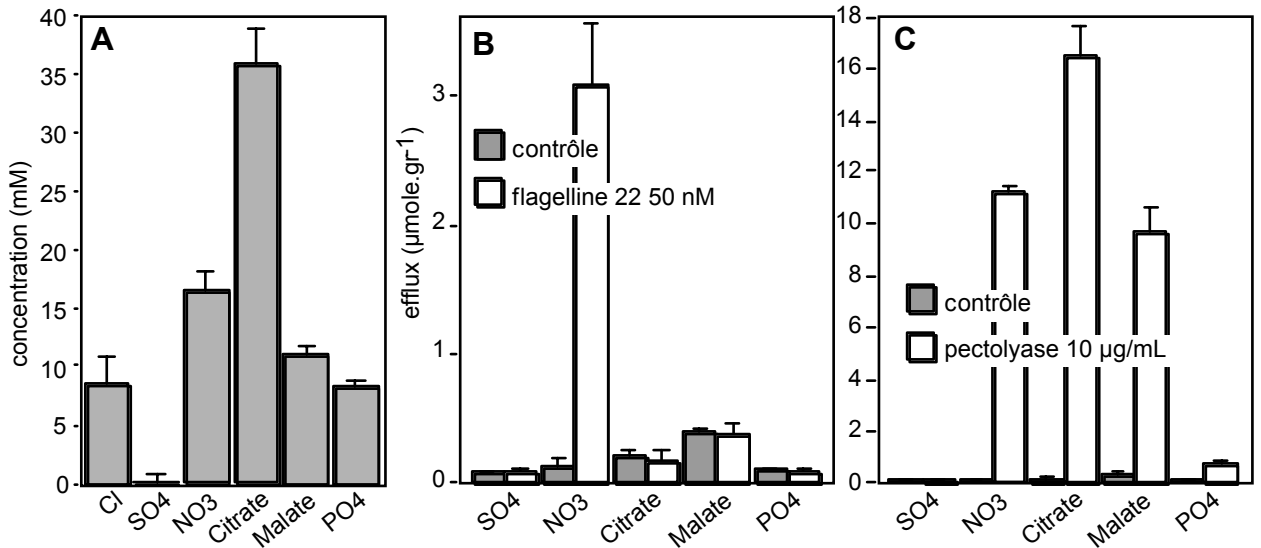 A
concentration (mM)
40
35
30
25
20
15
10
5
0
Cl
SO4
NO3
Citrate
Malate
PO4
B
efflux (µmole.gr-1)
3
2
1
0
contrôle
flagelline 22 50 nM
SO4
NO3
Citrate
Malate
PO4
C
18
16
14
12
10
8
6
4
2
0
contrôle
pectolyase 10 µg/mL
SO4
NO3
Citrate
Malate
PO4